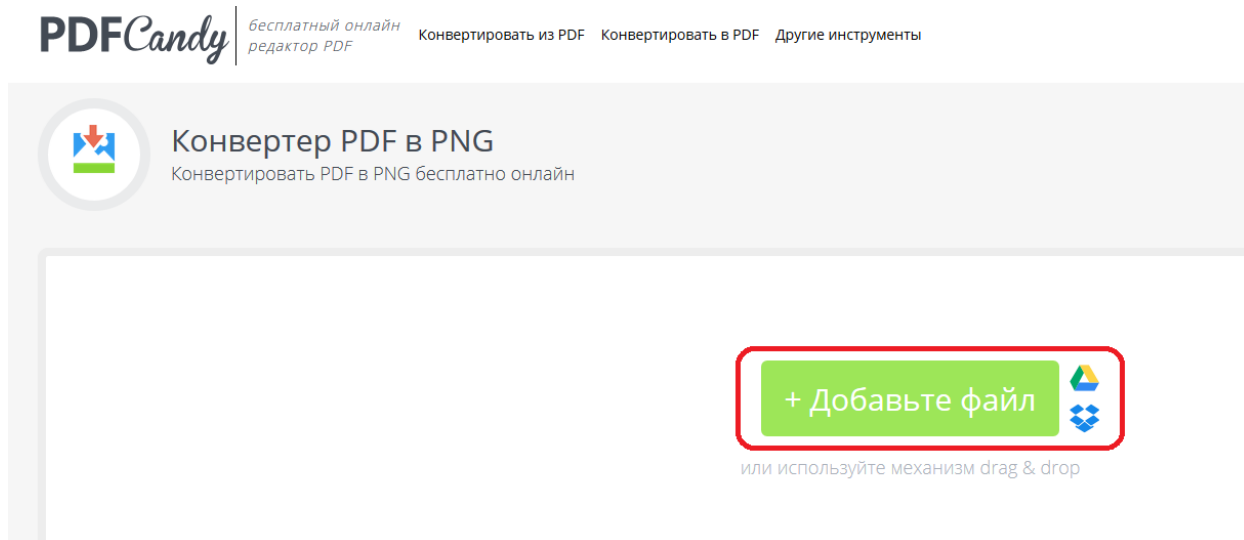 PDFCandy
бесплатный онлайн
редактор PDF
Конвертировать из PDF Конвертировать в PDF Другие инструменты
Конвертер PDF в PNG
Конвертировать PDF в PNG бесплатно онлайн
+ Добавьте файл
или используйте механизм drag & drop